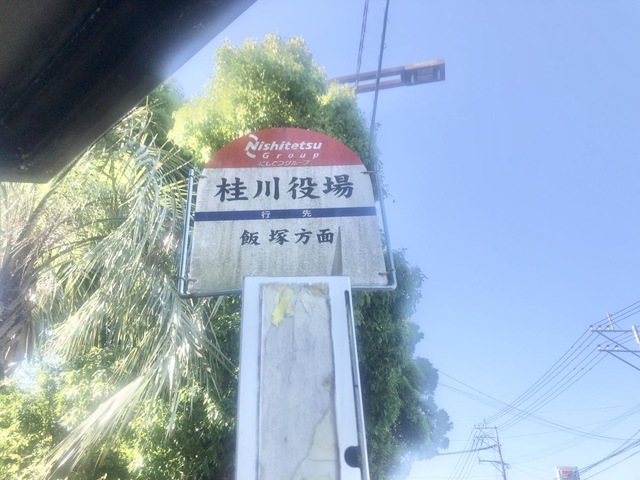 Nishitetsu
Group
にしてつグループ
桂川役場
行先
飯塚方面